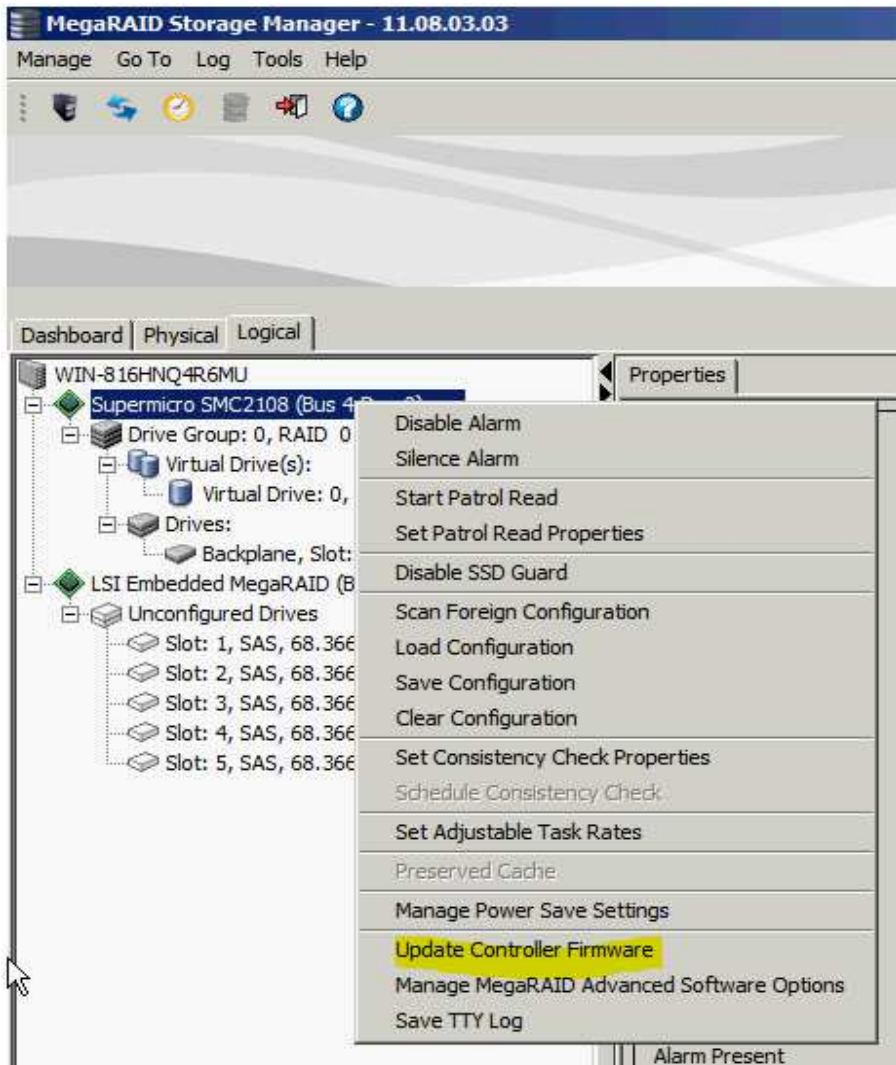 MegaRAID Storage Manager - 11.08.03.03
Manage Go To Log Tools Help
Dashboard Physical Logical
WIN-816HNQ4R6MU
Properties
Supermicro SMC2108 (Bus 4
Drive Group: 0, RAID 0
Virtual Drive(s):
Virtual Drive: 0,
Drives:
Backplane, Slot:
LSI Embedded MegaRAID (B
Unconfigured Drives
Slot: 1, SAS, 68.366
Slot: 2, SAS, 68.366
Slot: 3, SAS, 68.366
Slot: 4, SAS, 68.366
Slot: 5, SAS, 68.366
Disable Alarm
Silence Alarm
Start Patrol Read
Set Patrol Read Properties
Disable SSD Guard
Scan Foreign Configuration
Load Configuration
Save Configuration
Clear Configuration
Set Consistency Check Properties
Schedule Consistency Check
Set Adjustable Task Rates
Preserved Cache
Manage Power Save Settings
Update Controller Firmware
Manage MegaRAID Advanced Software Options
Save TTY Log
Alarm Present